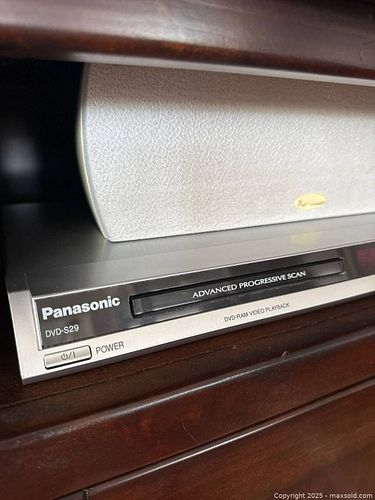 Panasonic
ADVANCED PROGRESSIVE SCAN
DVD-S29
DVD-RAM VIDEO PLAYBACK
POWER
Copyright 2025 - maxsold.com